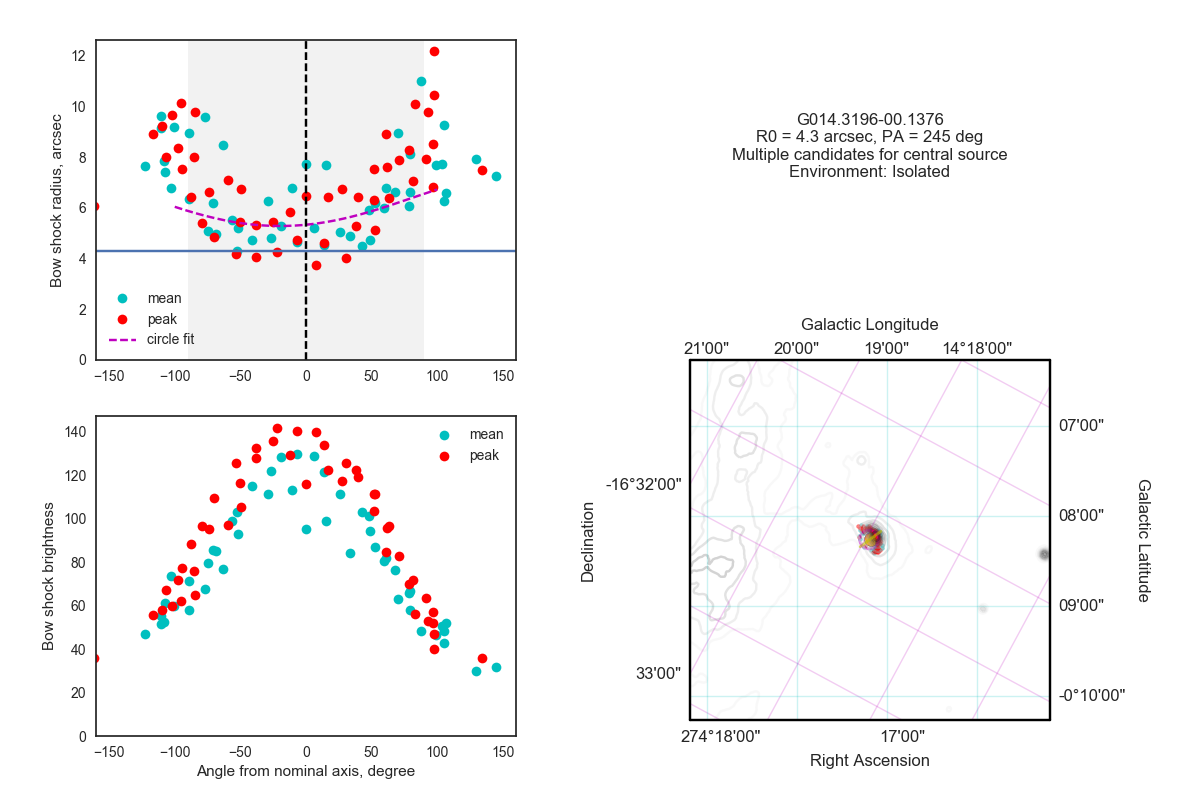 12
10
8
6
4
2
0
Bow shock radius, arcsec
mean
peak
circle fit
−150
−100
−50
0
50
100
150
140
120
100
80
60
40
20
0
Bow shock brightness
mean
peak
−150
−100
−50
0
50
100
150
Angle from nominal axis, degree
G014.3196-00.1376
R0 = 4.3 arcsec, PA = 245 deg
Multiple candidates for central source
Environment: Isolated
Galactic Longitude
21'00"
20'00"
19'00"
14°18'00"
07'00"
08'00"
09'00"
-0°10'00"
Galactic Latitude
-16°32'00"
33'00"
Declination
274°18'00"
17'00"
Right Ascension